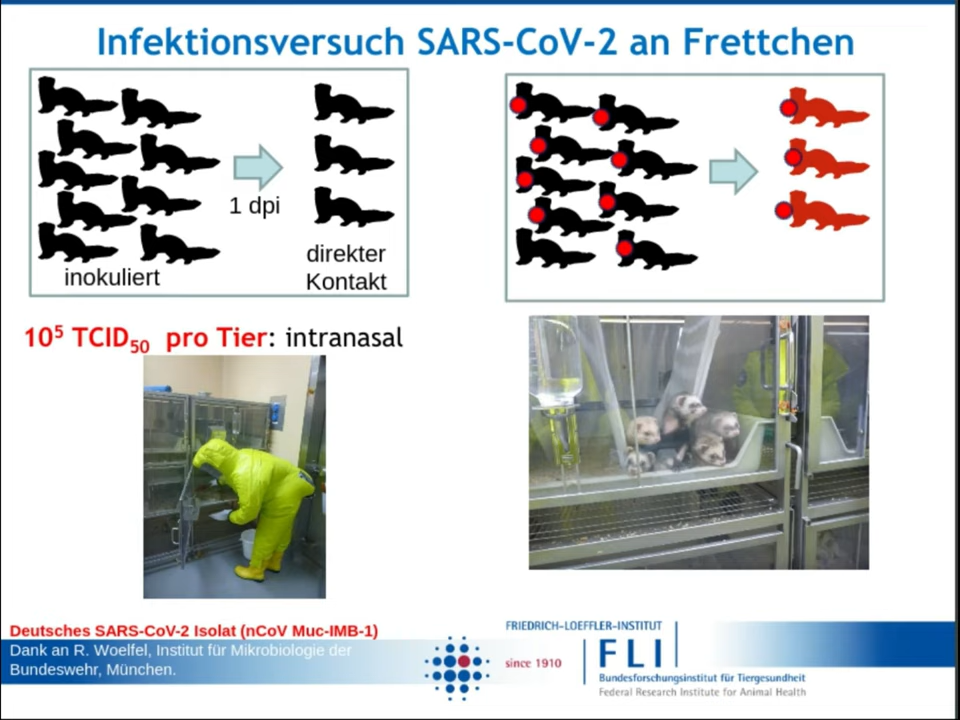 Infektionsversuch SARS-CoV-2 an Frettchen
1 dpi
inokuliert
direkter
Kontakt
10⁵ TCID₅₀ pro Tier: intranasal
Deutsches SARS-CoV-2 Isolat (nCoV Muc-IMB-1)
Dank an R. Woelfel, Institut für Mikrobiologie der
Bundeswehr, München.
since 1910
FRIEDRICH-LOEFFLER-INSTITUT
FLI
Bundesforschungsinstitut für Tiergesundheit
Federal Research Institute for Animal Health